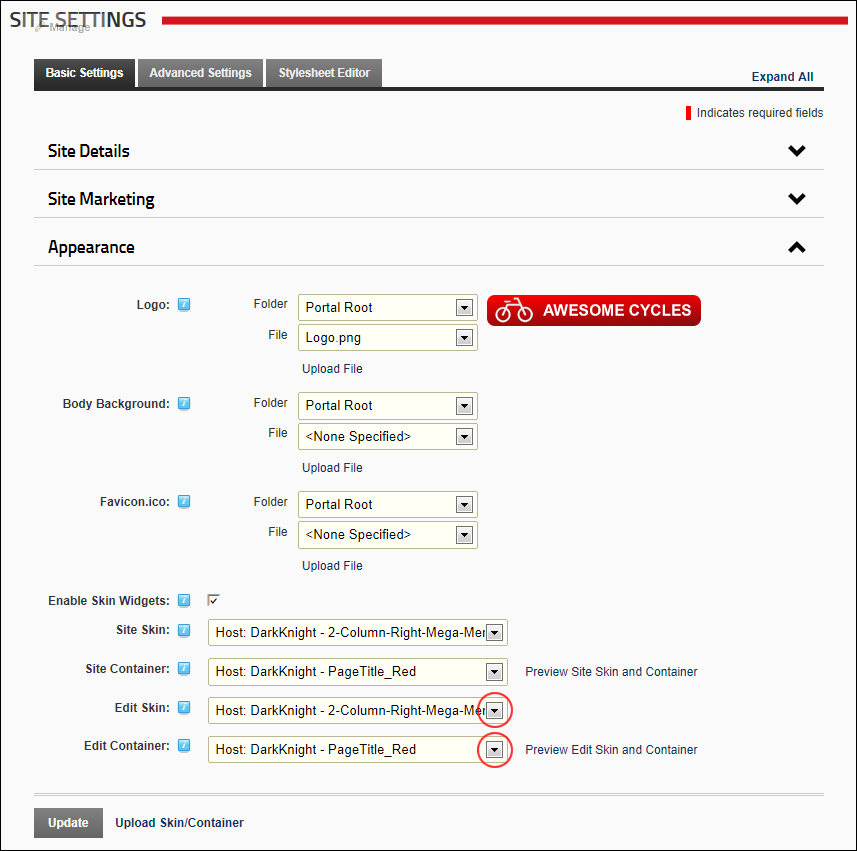 SITE SETTINGS
Manage
Basic Settings Advanced Settings Stylesheet Editor
Expand All
Indicates required fields
Site Details
Site Marketing
Appearance
Logo: Folder Portal Root
AWESOME CYCLES
File Logo.png
Upload File
Body Background: Folder Portal Root
File <None Specified>
Upload File
Favicon.ico: Folder Portal Root
File <None Specified>
Upload File
Enable Skin Widgets:
Site Skin: Host: DarkKnight - 2-Column-Right-Mega-Mer
Site Container: Host: DarkKnight - PageTitle_Red Preview Site Skin and Container
Edit Skin: Host: DarkKnight - 2-Column-Right-Mega-Mer
Edit Container: Host: DarkKnight - PageTitle_Red Preview Edit Skin and Container
Update Upload Skin/Container